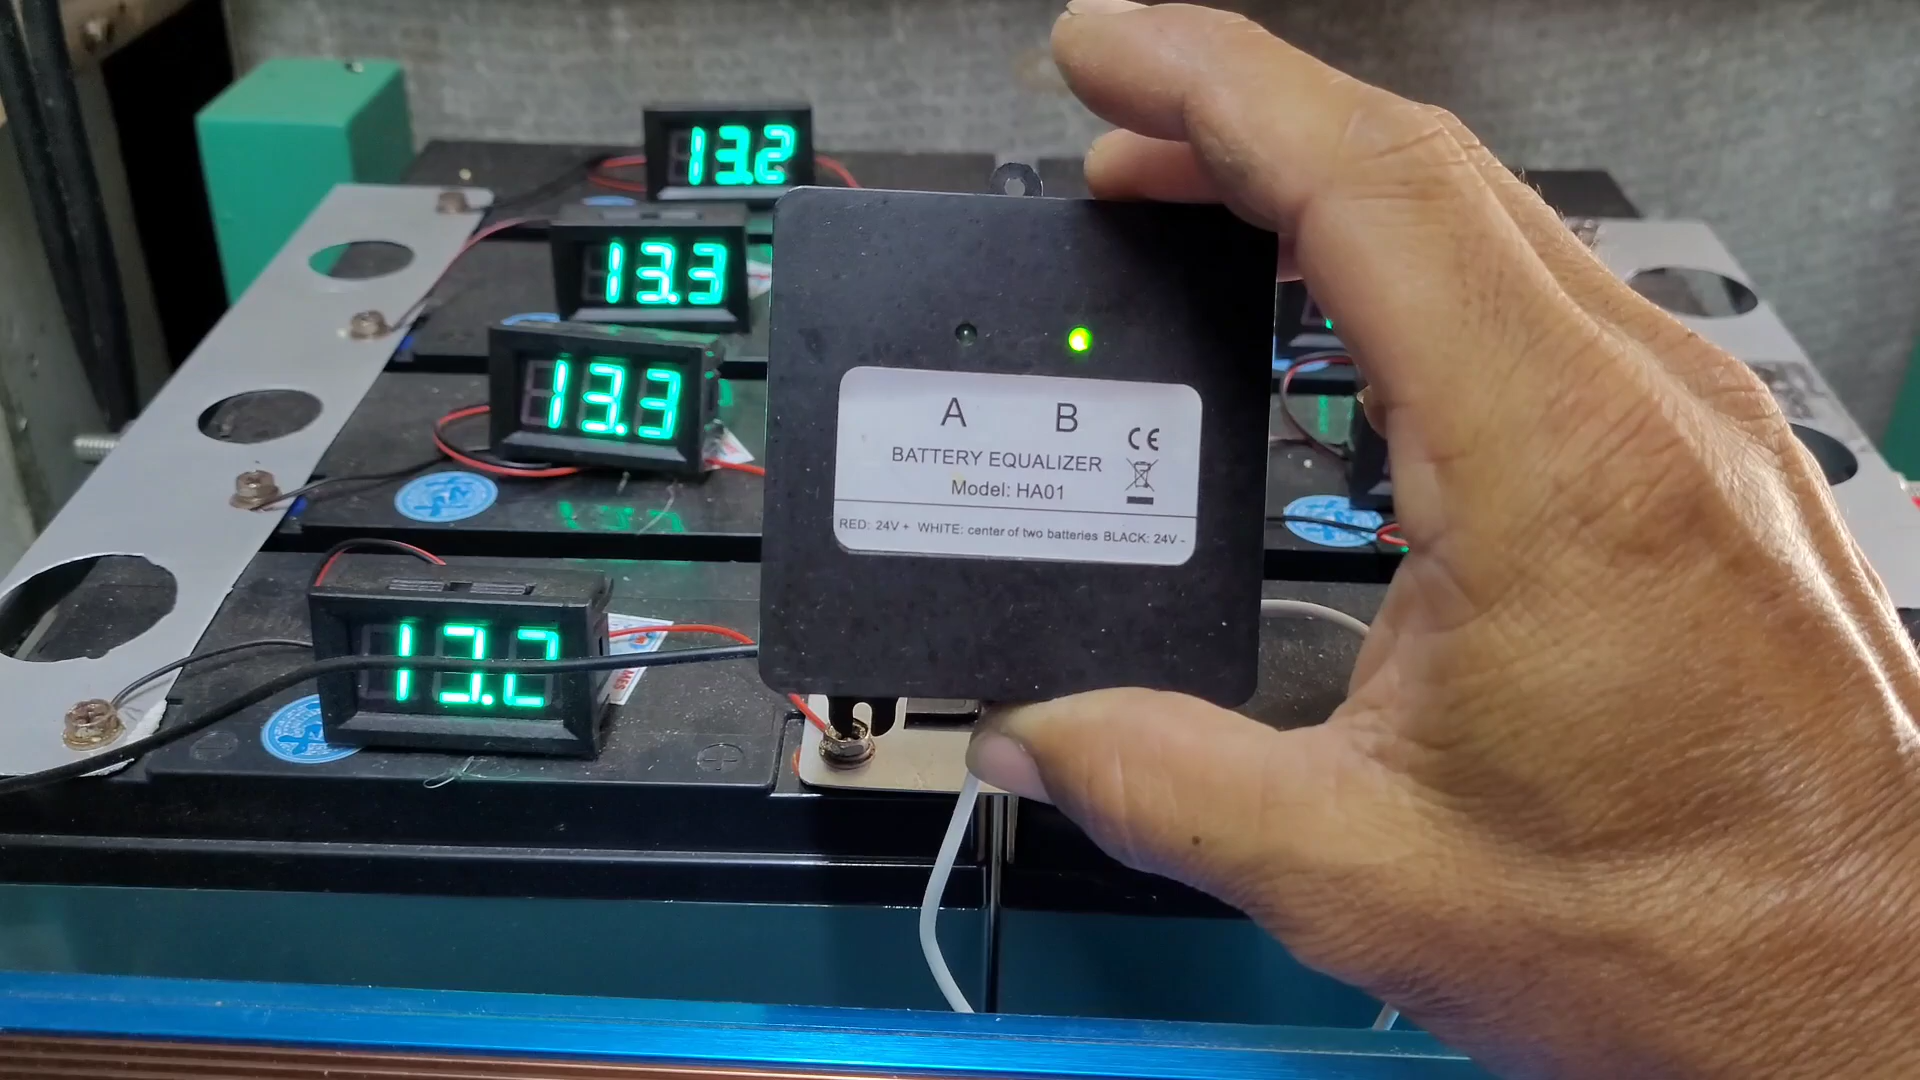 13.2
13.3
13.3
13.2
A B
CE
BATTERY EQUALIZER
Model: HA01
RED: 24V + WHITE: center of two batteries BLACK: 24V -